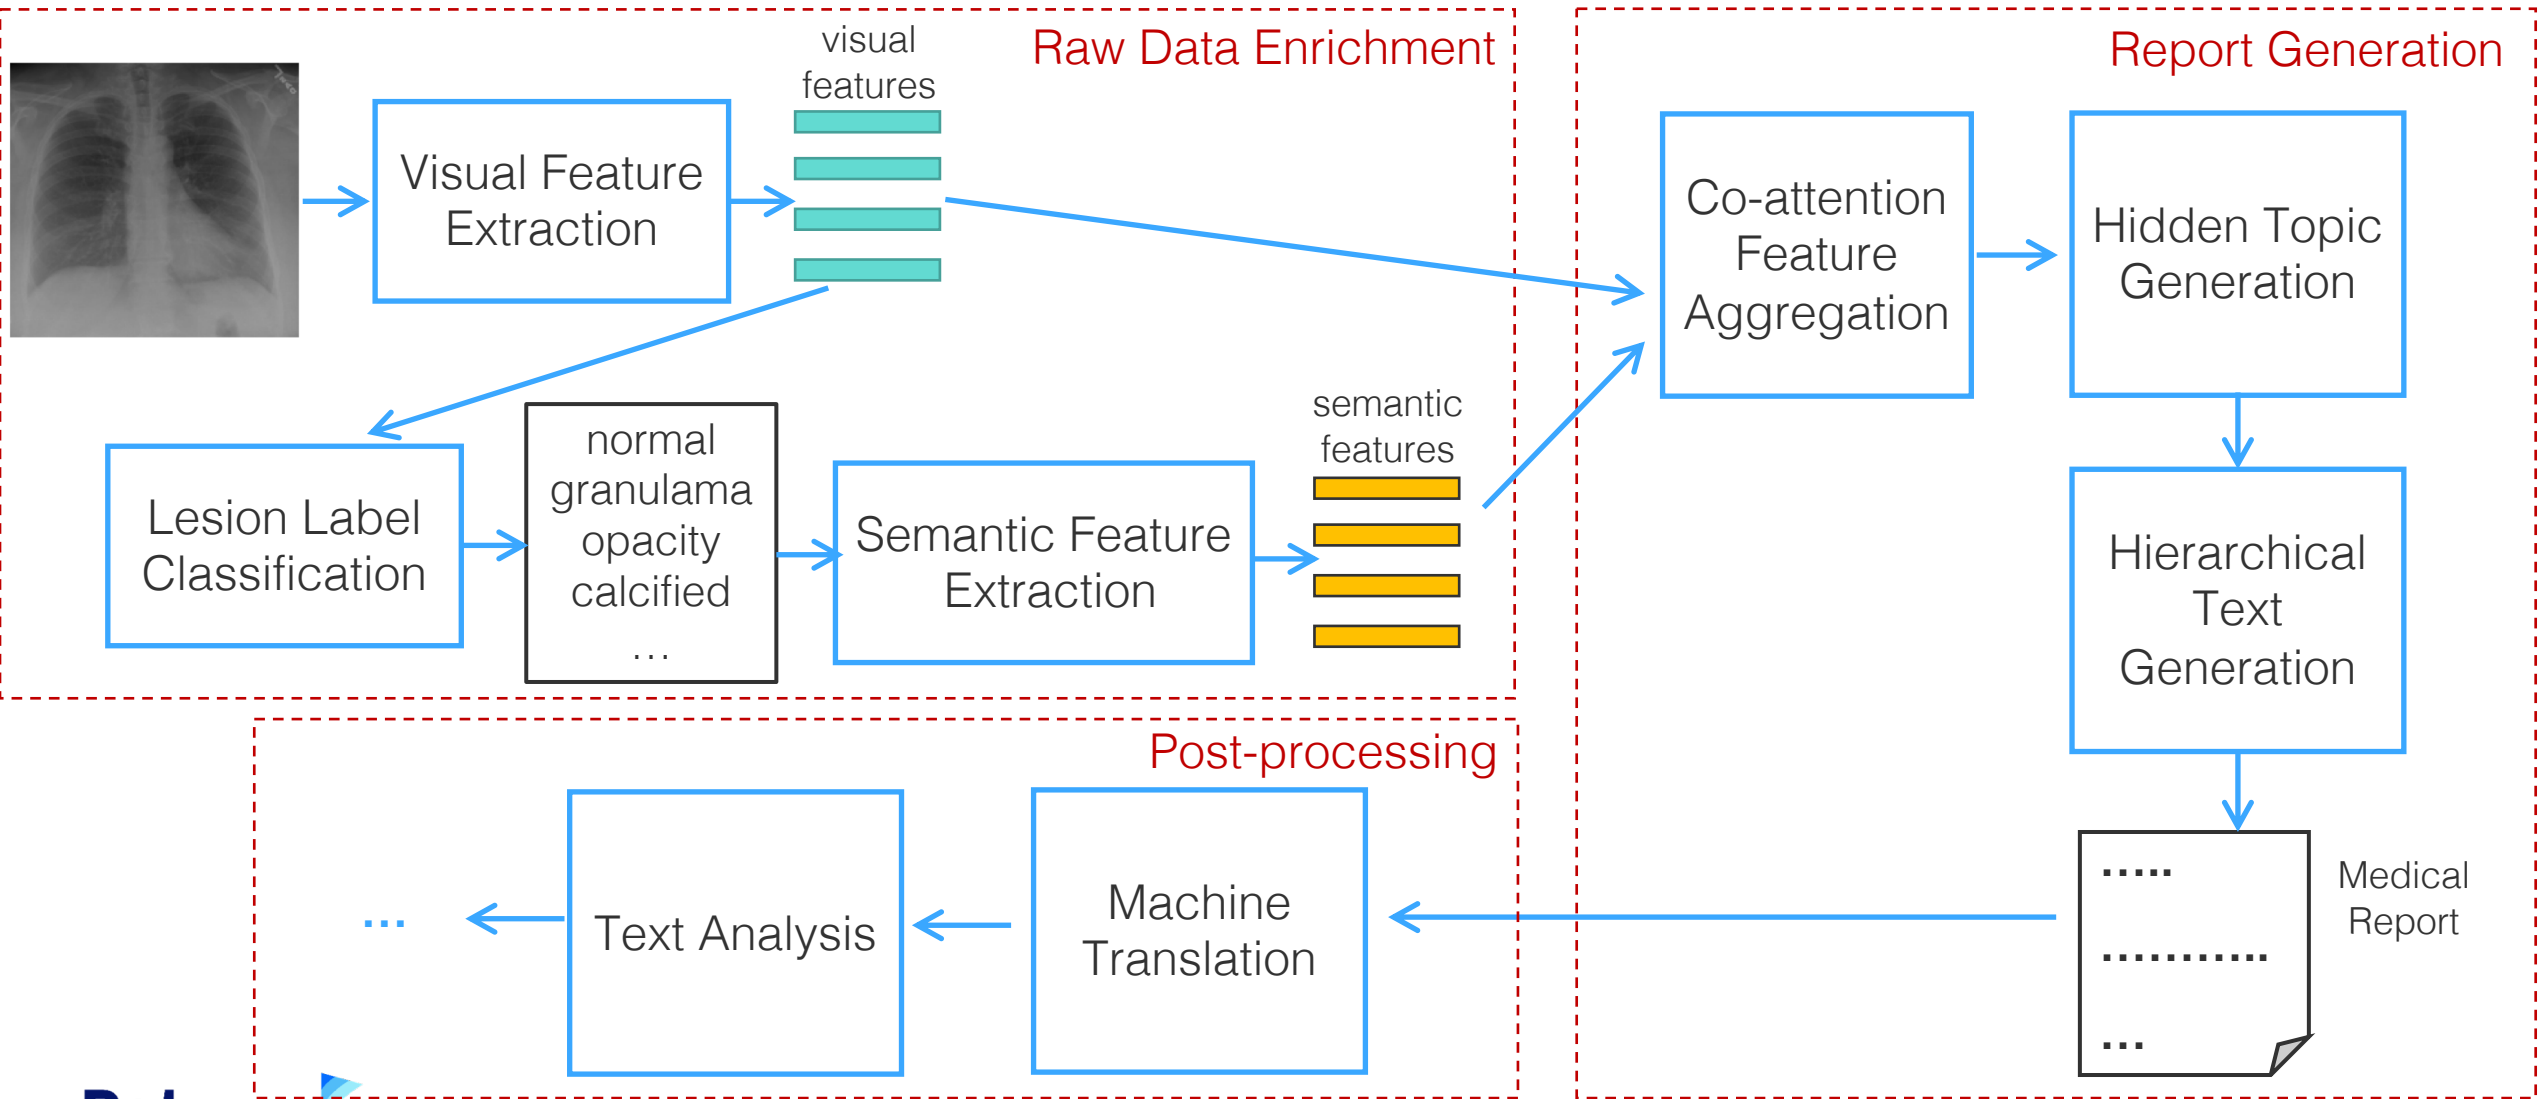 Raw Data Enrichment
visual
features
Visual Feature
Extraction
Lesion Label
Classification
normal
granulama
opacity
calcified
...
Semantic Feature
Extraction
semantic
features
Report Generation
Co-attention
Feature
Aggregation
Hidden Topic
Generation
Hierarchical
Text
Generation
.....
...........
...
Medical
Report
Post-processing
Machine
Translation
Text Analysis
...